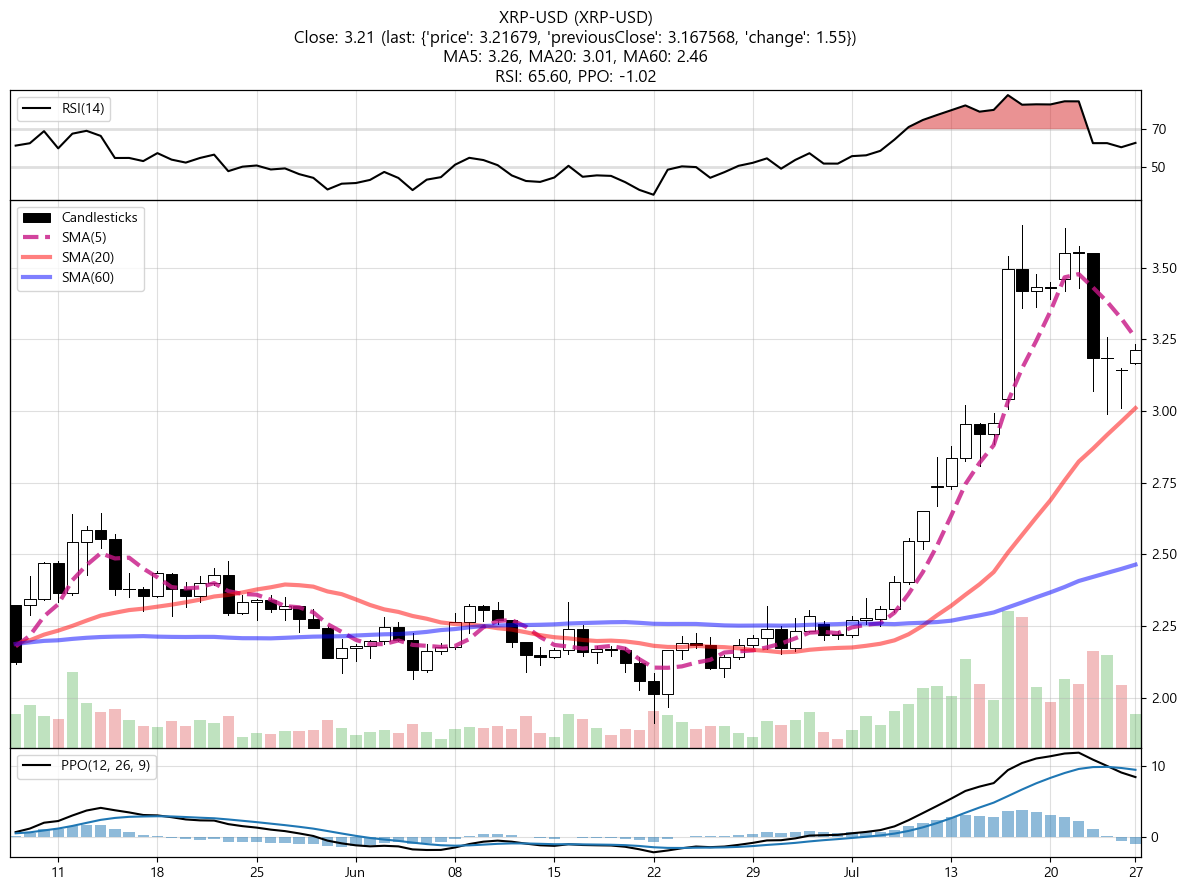 XRP-USD (XRP-USD)
Close: 3.21 (last: {'price': 3.21679, 'previousClose': 3.167568, 'change': 1.55})
MA5: 3.26, MA20: 3.01, MA60: 2.46
RSI: 65.60, PPO: -1.02
RSI(14)
70
50
Candlesticks
SMA(5)
SMA(20)
SMA(60)
3.50
3.25
3.00
2.75
2.50
2.25
2.00
PPO(12, 26, 9)
10
0
11 18 25 Jun 08 15 22 29 Jul 06 13 20 27